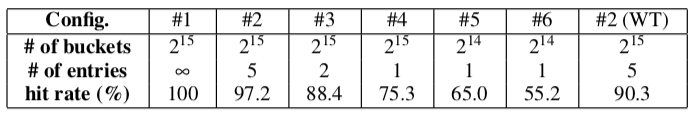 Config. #1 #2 #3 #4 #5 #6 #2 (WT)
# of buckets 2^15 2^15 2^15 2^15 2^14 2^14 2^15
# of entries ∞ 5 2 1 1 1 5
hit rate (%) 100 97.2 88.4 75.3 65.0 55.2 90.3